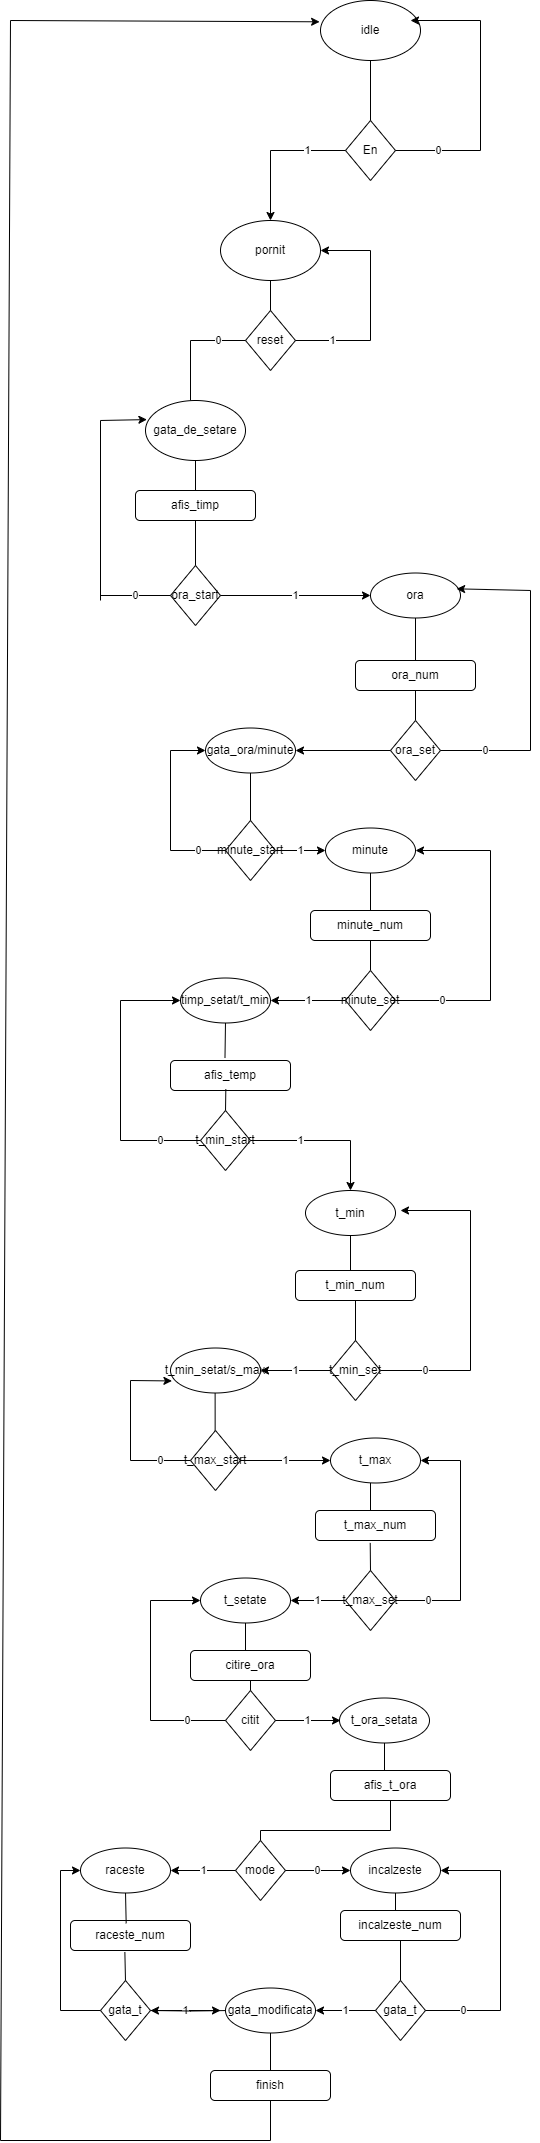 idle
En
1
0
pornit
reset
0
1
gata_de_setare
afis_timp
ora_start
0
1
ora
ora_num
ora_set
0
gata_ora/minute
minute_start
0
1
minute
minute_num
minute_set
1
0
timp_setat/t_min
afis_temp
t_min_start
0
1
t_min
t_min_num
t_min_set
1
0
t_min_setat/s_max
t_max_start
0
1
t_max
t_max_num
t_max_set
1
0
t_setate
citire_ora
citit
0
1
t_ora_setata
afis_t_ora
mode
1
0
raceste
incalzeste
raceste_num
incalzeste_num
gata_t
1
gata_modificata
1
gata_t
0
finish